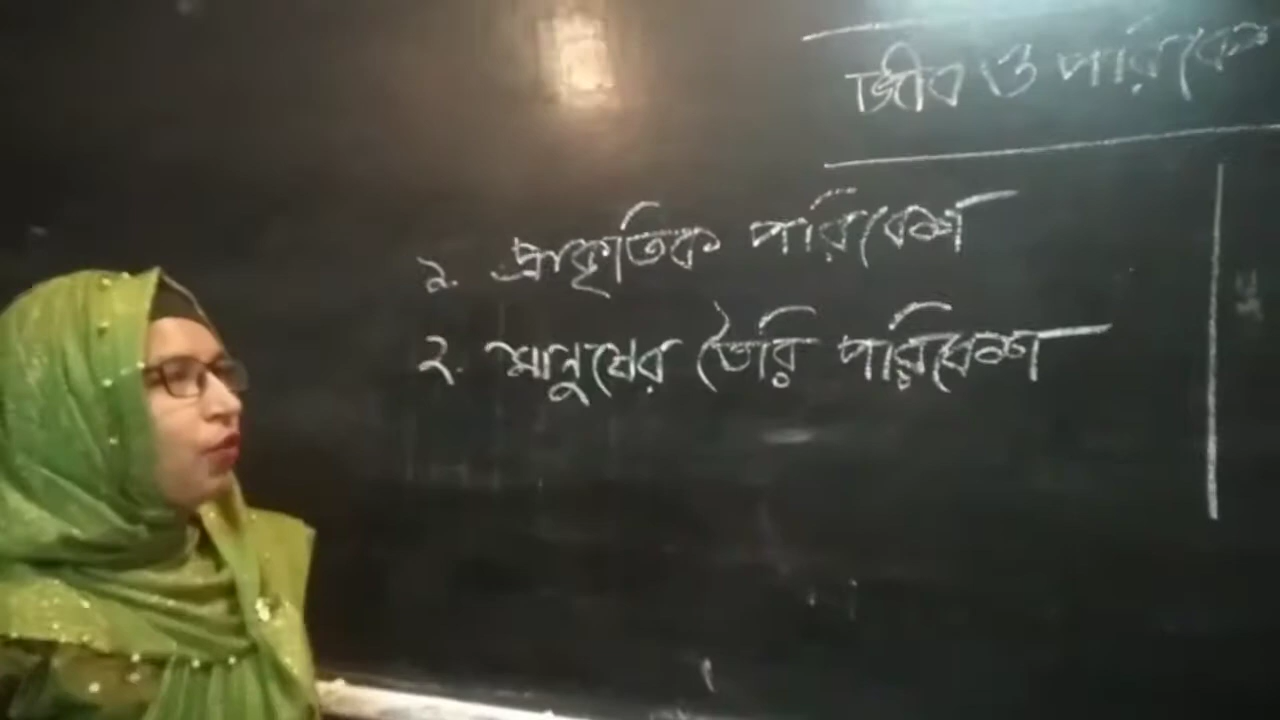 জীব ও পরিবেশ
১. প্রাকৃতিক পরিবেশ
২. মানুষের তৈরি পরিবেশ